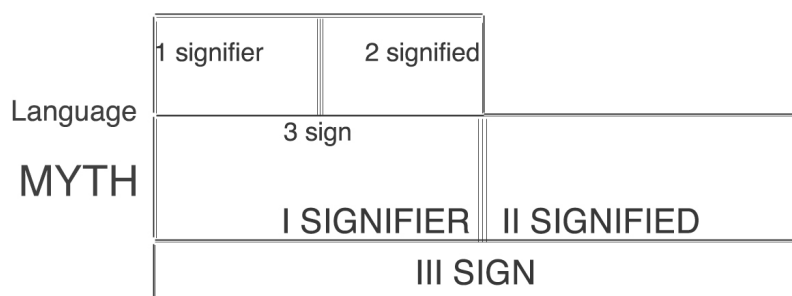 1 signifier
2 signified
Language
3 sign
MYTH
I SIGNIFIER
II SIGNIFIED
III SIGN